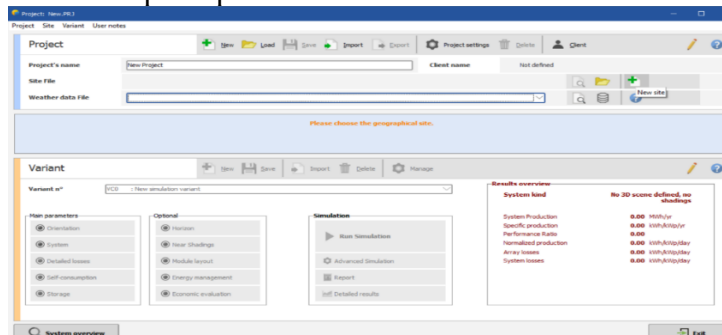 Project: New.PRJ
Project Site Variant User notes
Project New Load Save Import Export Project settings Delete Client
Project's name New Project Client name Not defined
Site File
New site
Weather data File
Please choose the geographical site.
Variant New Save Import Delete Manage
Variant n° VC0 : New simulation variant
Results overview
System kind No 3D scene defined, no shadings
Main parameters Optional Simulation
Orientation Horizon Run Simulation System Production 0.00 MWh/yr
Specific production 0.00 kWh/kWp/yr
System Near Shadings Performance Ratio 0.00
Normalized production 0.00 kWh/kWp/day
Detailed losses Module layout Advanced Simulation Array losses 0.00 kWh/kWp/day
System losses 0.00 kWh/kWp/day
Self-consumption Energy management Report
Storage Economic evaluation Detailed results
System overview Exit